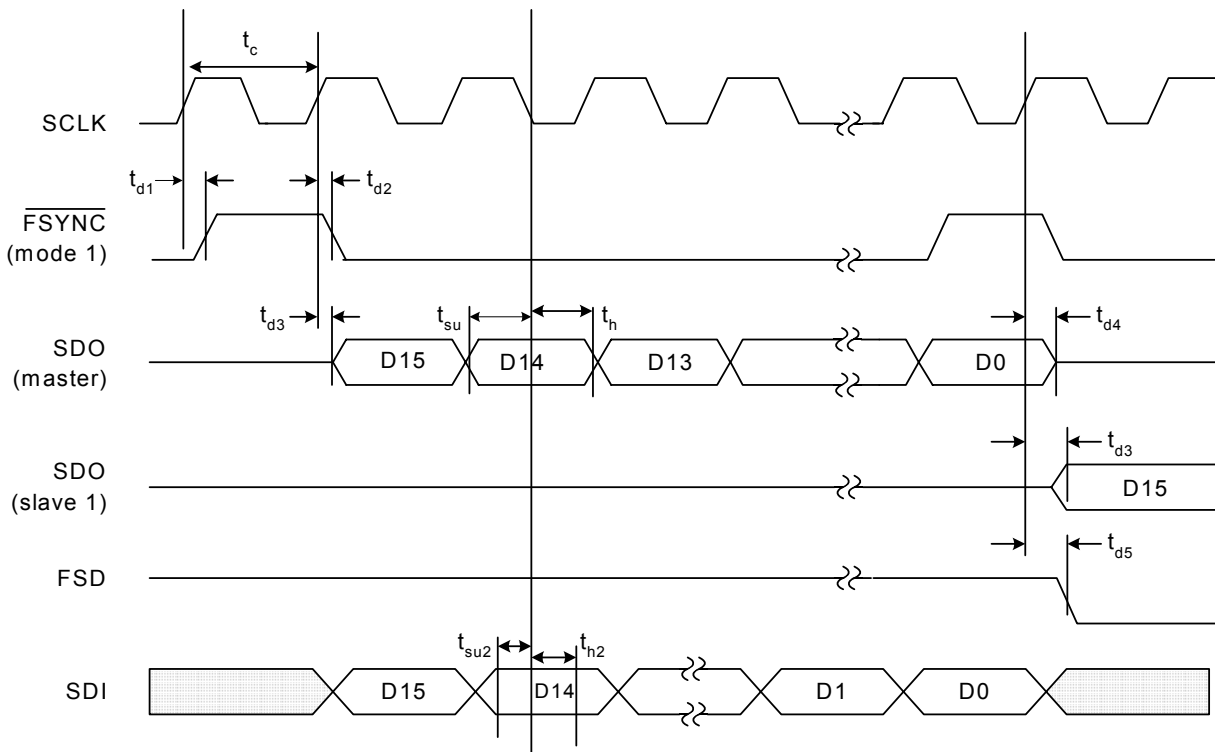 t_c
SCLK
t_d1
t_d2
FSYNC
(mode 1)
t_d3
t_su
t_h
t_d4
SDO
(master)
D15
D14
D13
D0
t_d3
SDO
(slave 1)
D15
t_d5
FSD
t_su2
t_h2
SDI
D15
D14
D1
D0